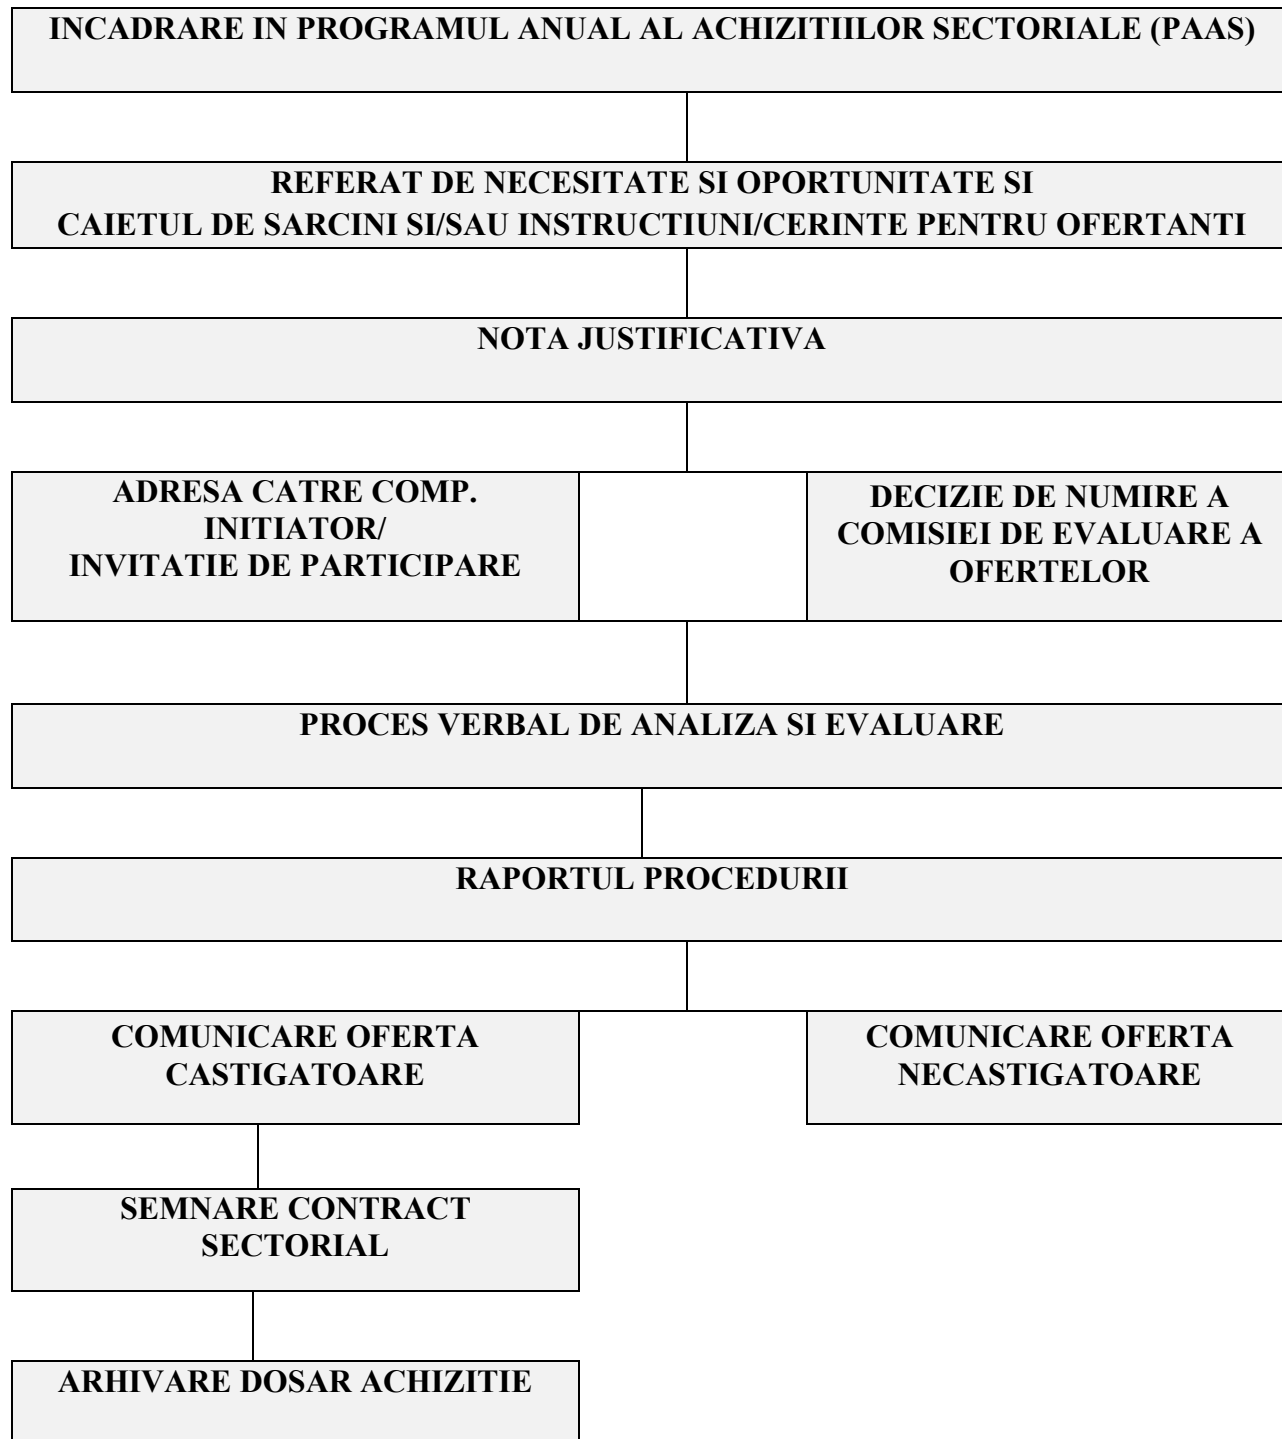 INCADRARE IN PROGRAMUL ANUAL AL ACHIZITIILOR SECTORIALE (PAAS)
REFERAT DE NECESITATE SI OPORTUNITATE SI
CAIETUL DE SARCINI SI/SAU INSTRUCTIUNI/CERINTE PENTRU OFERTANTI
NOTA JUSTIFICATIVA
ADRESA CATRE COMP.
INITIATOR/
INVITATIE DE PARTICIPARE
DECIZIE DE NUMIRE A
COMISIEI DE EVALUARE A
OFERTELOR
PROCES VERBAL DE ANALIZA SI EVALUARE
RAPORTUL PROCEDURII
COMUNICARE OFERTA
CASTIGATOARE
COMUNICARE OFERTA
NECASTIGATOARE
SEMNARE CONTRACT
SECTORIAL
ARHIVARE DOSAR ACHIZITIE